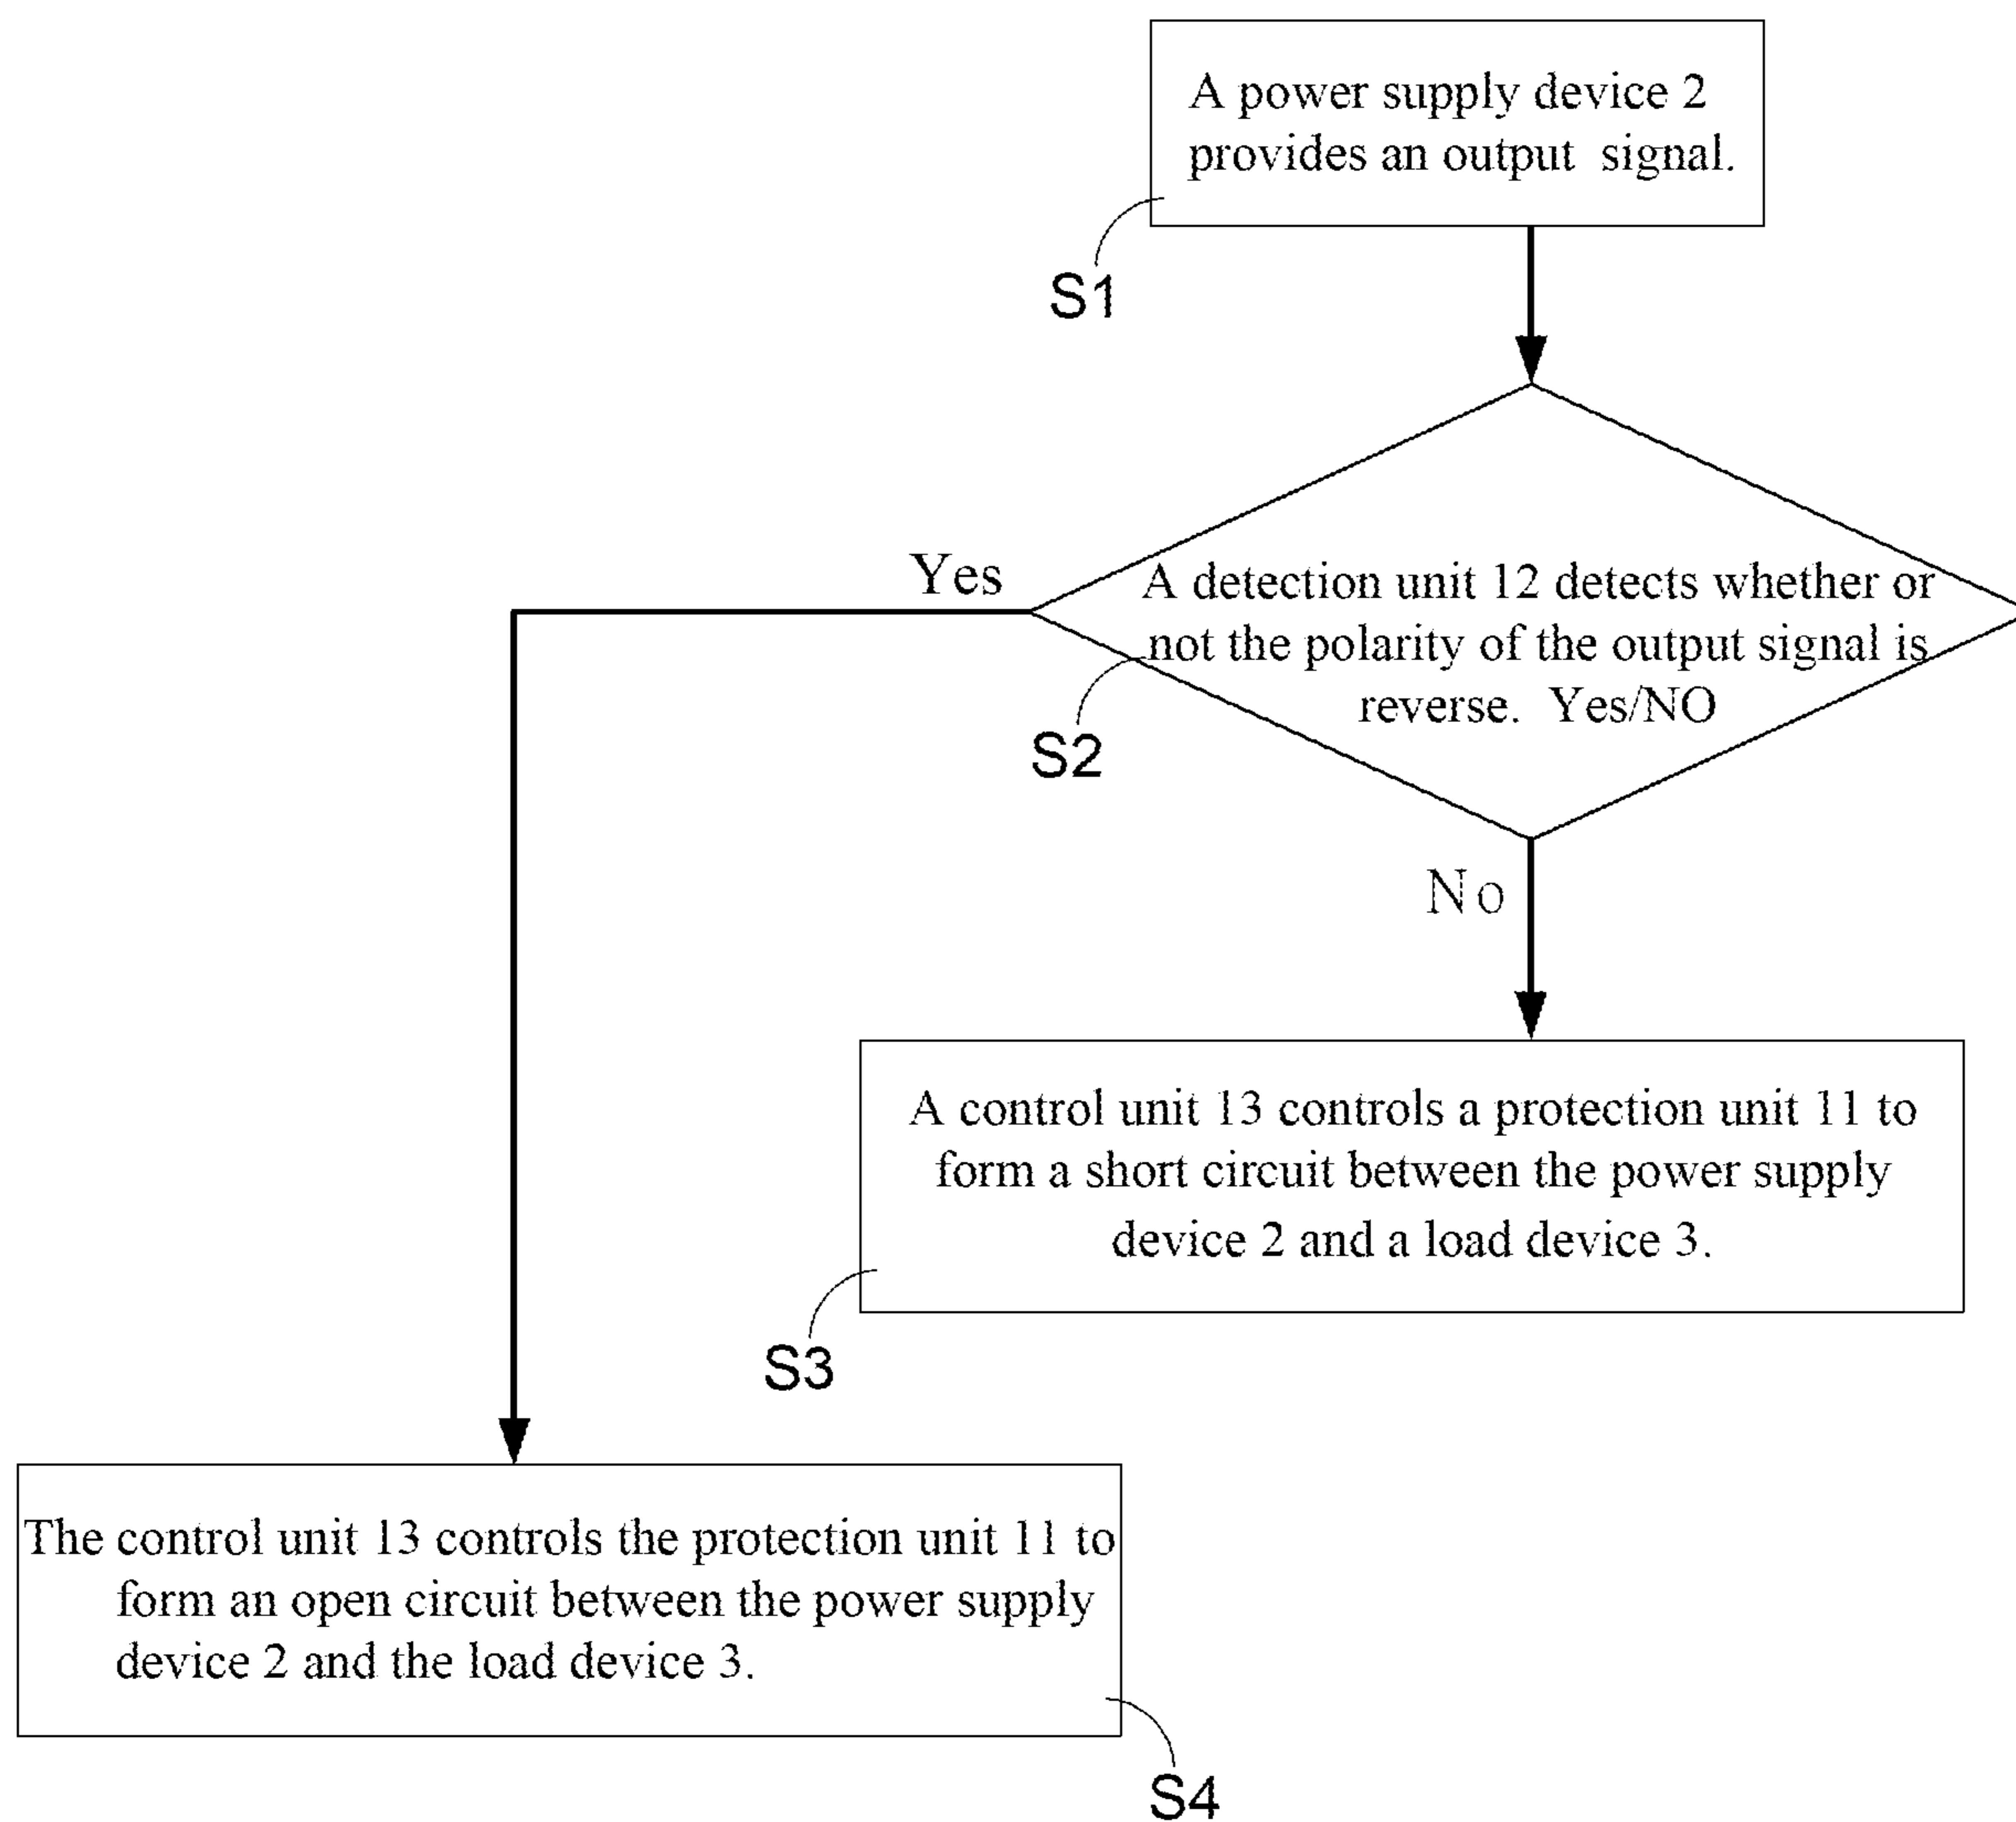 A power supply device 2
provides an output signal.
S1
Yes
A detection unit 12 detects whether or
not the polarity of the output signal is
reverse. Yes/NO
S2
No
A control unit 13 controls a protection unit 11 to
form a short circuit between the power supply
device 2 and a load device 3.
S3
The control unit 13 controls the protection unit 11 to
form an open circuit between the power supply
device 2 and the load device 3.
S4